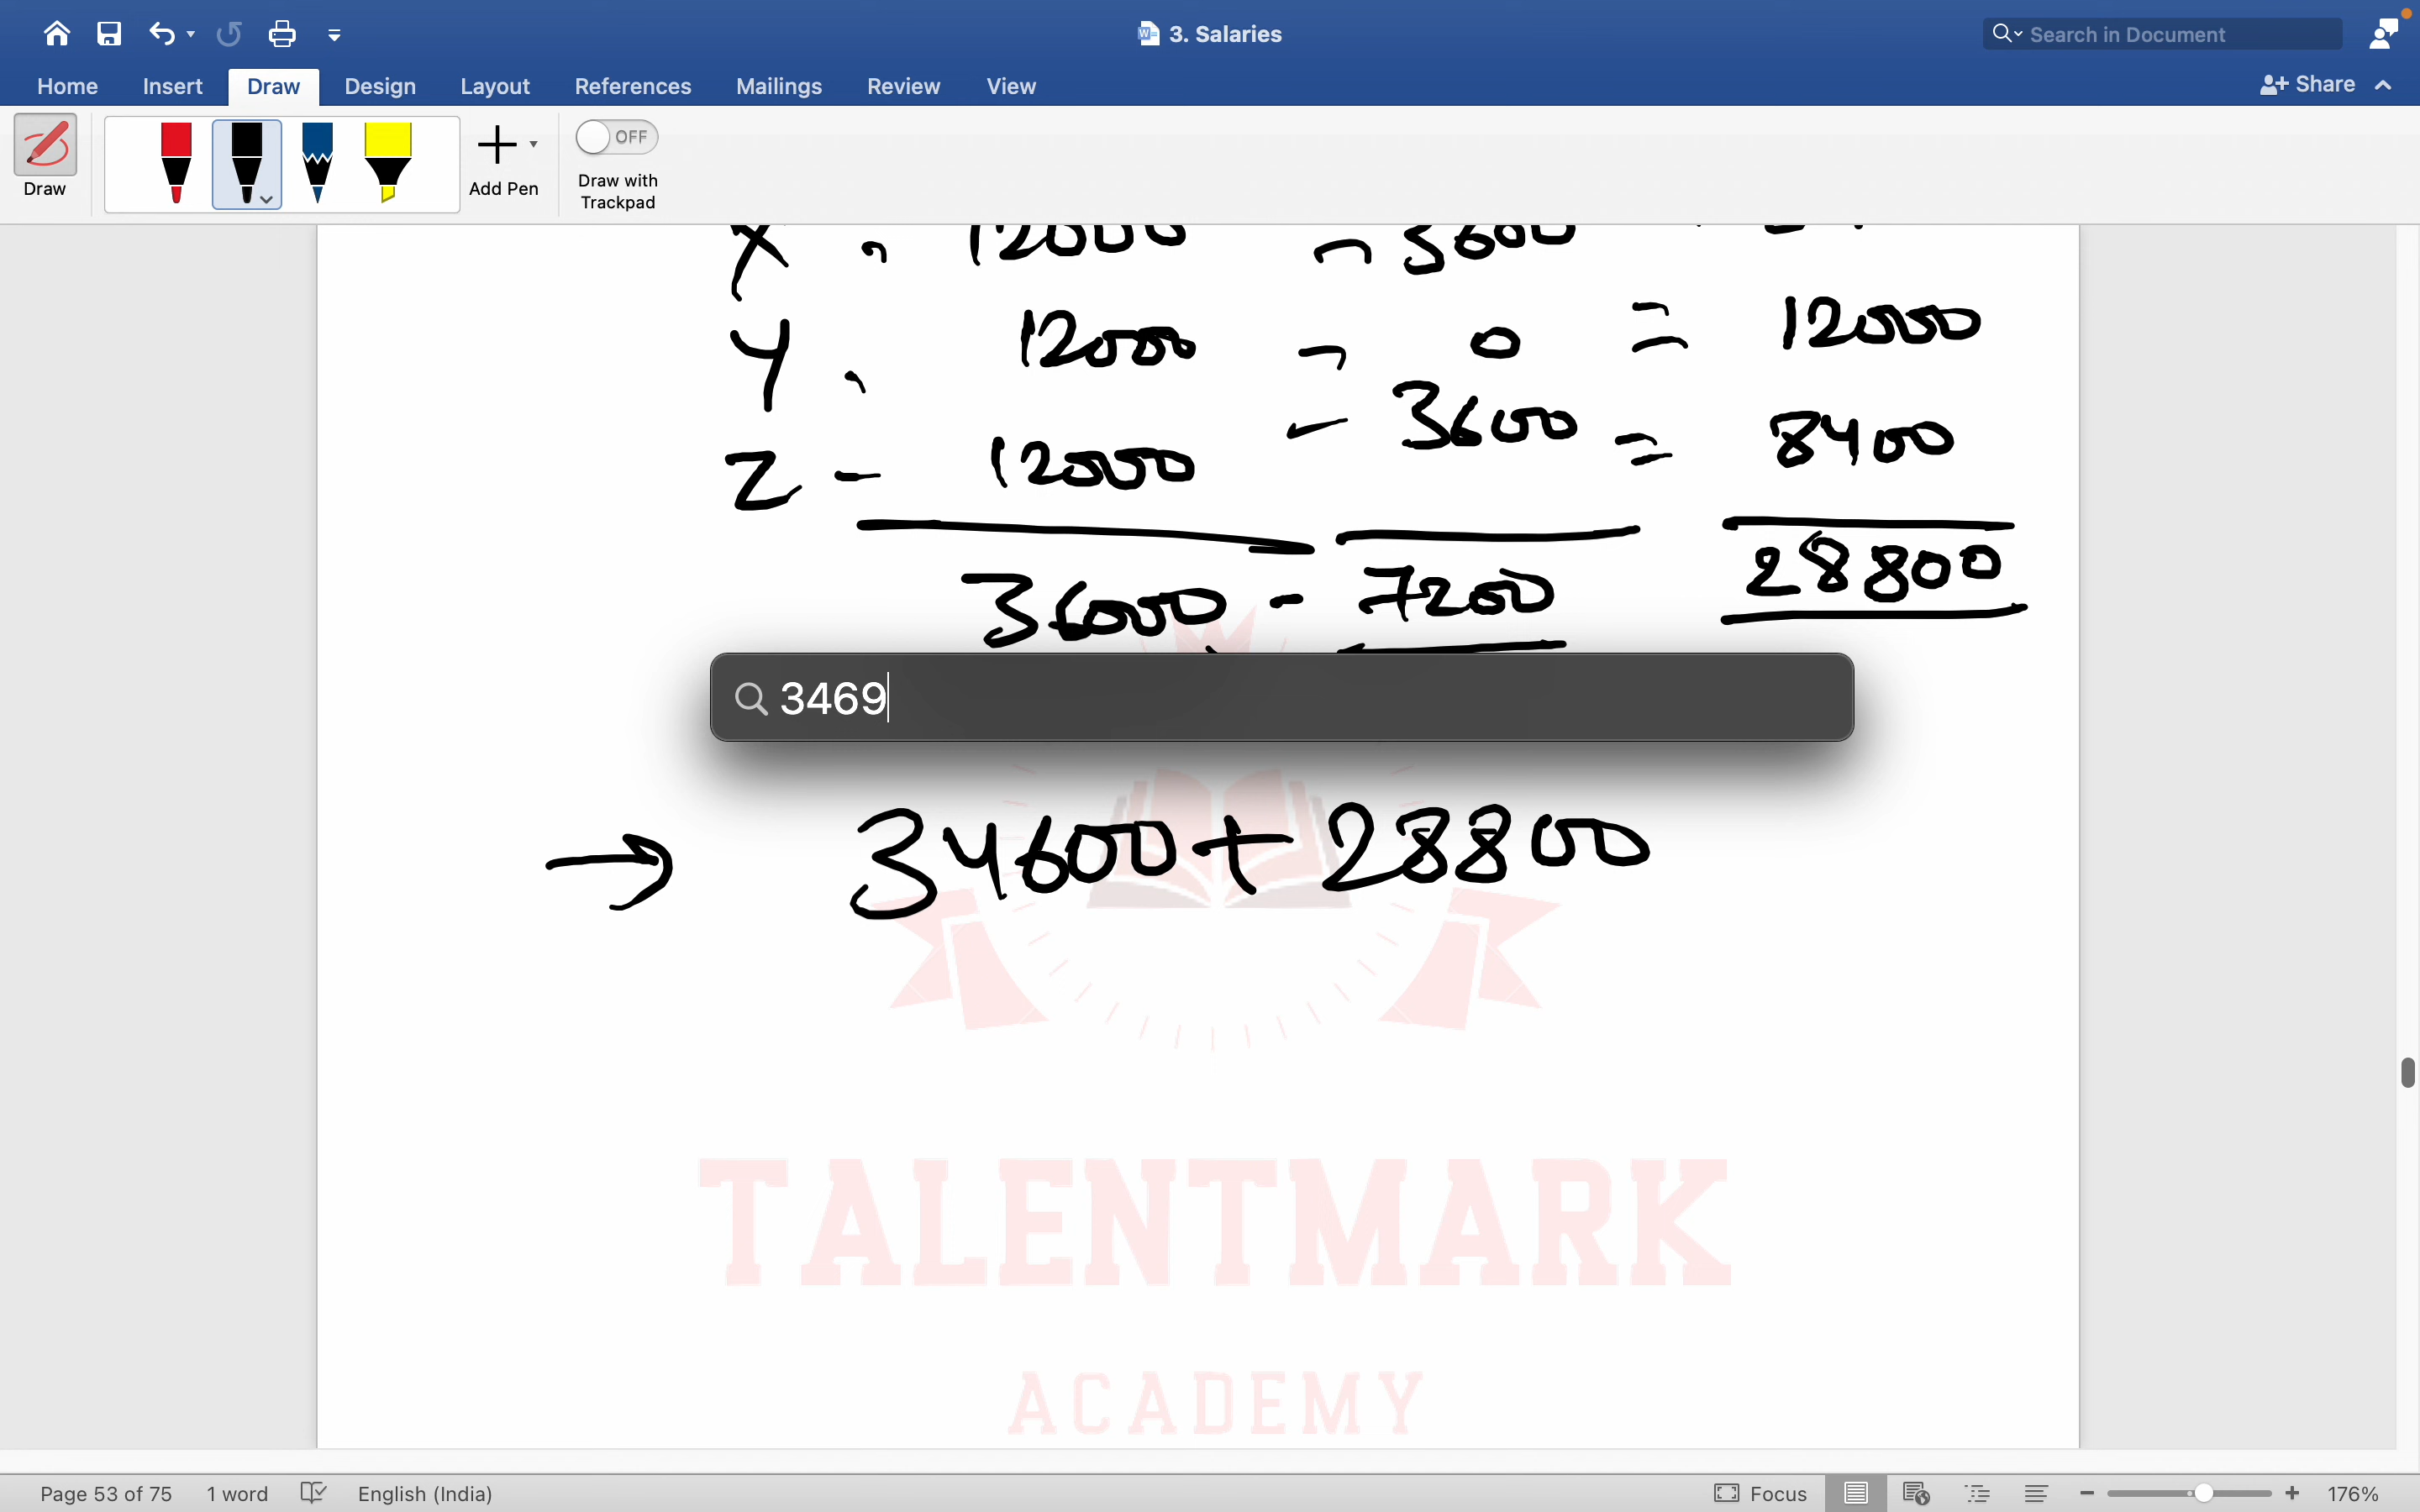 3. Salaries
Search in Document
Home Insert Draw Design Layout References Mailings Review View
Share
OFF
Draw
Add Pen
Draw with
Trackpad
X - 12000 - 3600
Y - 12000 - 0 = 12000
Z - 12000 - 3600 = 8400
36000 - 7200 28800
3469
→ 34600 + 28800
TALENTMARK
ACADEMY
Page 53 of 75 1 word English (India)
Focus
176%